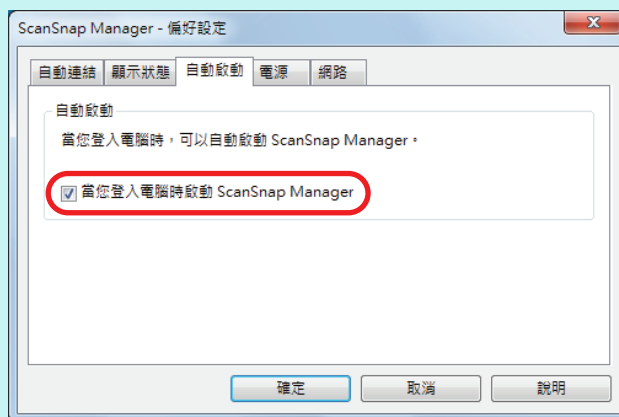 ScanSnap Manager - 偏好設定
自動連結 顯示狀態 自動啟動 電源 網路
自動啟動
當您登入電腦時，可以自動啟動 ScanSnap Manager。
當您登入電腦時啟動 ScanSnap Manager
確定 取消 說明